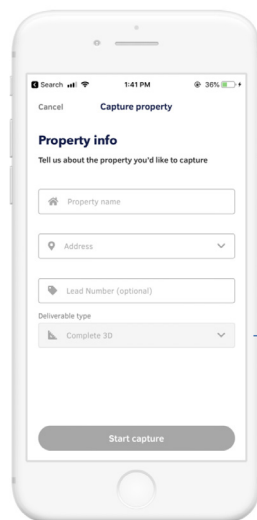 Search 1:41 PM 36%
Cancel Capture property
Property info
Tell us about the property you'd like to capture
Property name
Address
Lead Number (optional)
Deliverable type
Complete 3D
Start capture